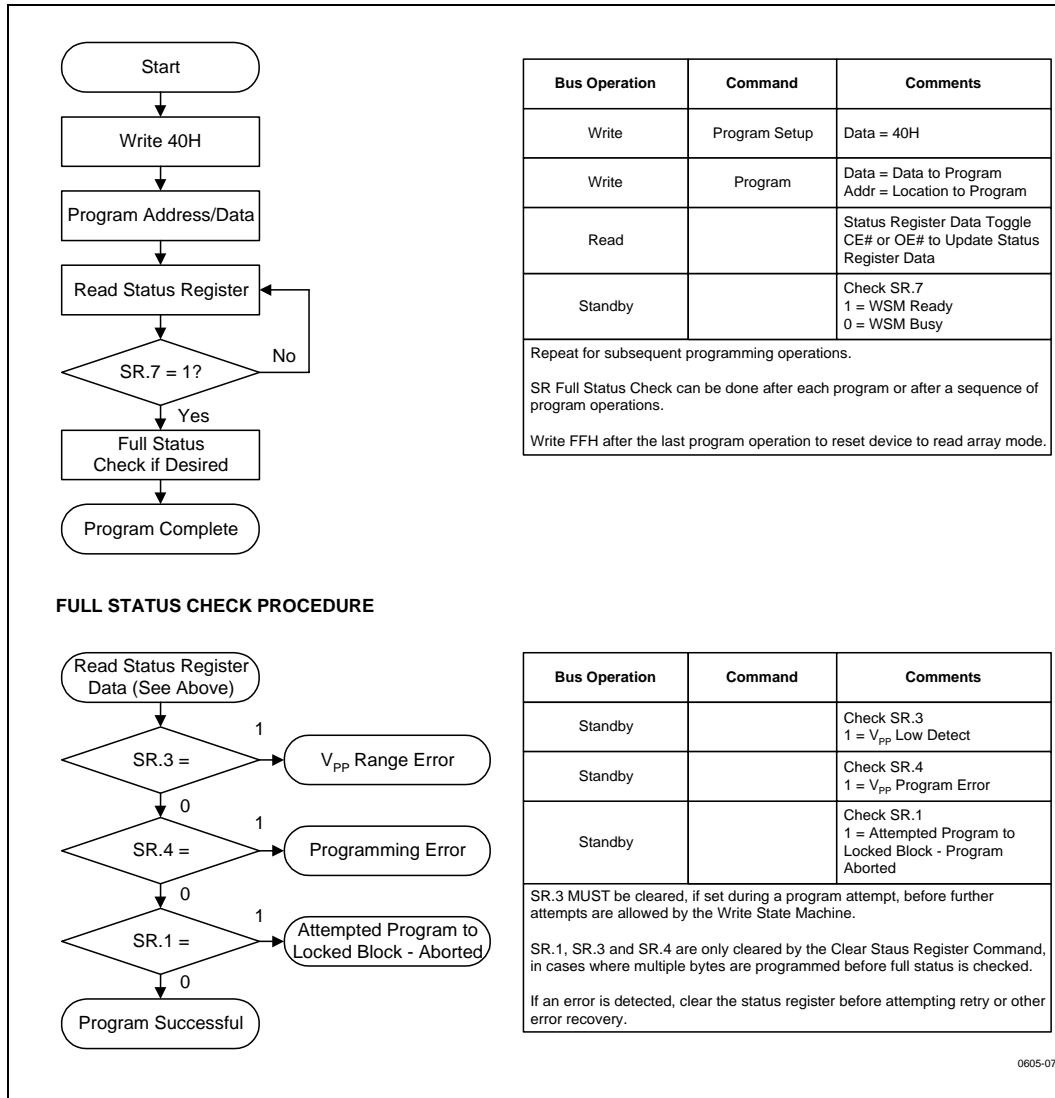 Start
Write 40H
Program Address/Data
Read Status Register
No
SR.7 = 1?
Yes
Full Status
Check if Desired
Program Complete
Bus Operation Command Comments
Write Program Setup Data = 40H
Write Program Data = Data to Program
Addr = Location to Program
Read Status Register Data Toggle
CE# or OE# to Update Status
Register Data
Standby Check SR.7
1 = WSM Ready
0 = WSM Busy
Repeat for subsequent programming operations.
SR Full Status Check can be done after each program or after a sequence of
program operations.
Write FFH after the last program operation to reset device to read array mode.
FULL STATUS CHECK PROCEDURE
Read Status Register
Data (See Above)
1
SR.3 = VPP Range Error
0
1
SR.4 = Programming Error
0
1
SR.1 = Attempted Program to
Locked Block - Aborted
0
Program Successful
Bus Operation Command Comments
Standby Check SR.3
1 = VPP Low Detect
Standby Check SR.4
1 = VPP Program Error
Standby Check SR.1
1 = Attempted Program to
Locked Block - Program
Aborted
SR.3 MUST be cleared, if set during a program attempt, before further
attempts are allowed by the Write State Machine.
SR.1, SR.3 and SR.4 are only cleared by the Clear Staus Register Command,
in cases where multiple bytes are programmed before full status is checked.
If an error is detected, clear the status register before attempting retry or other
error recovery.
0605-07